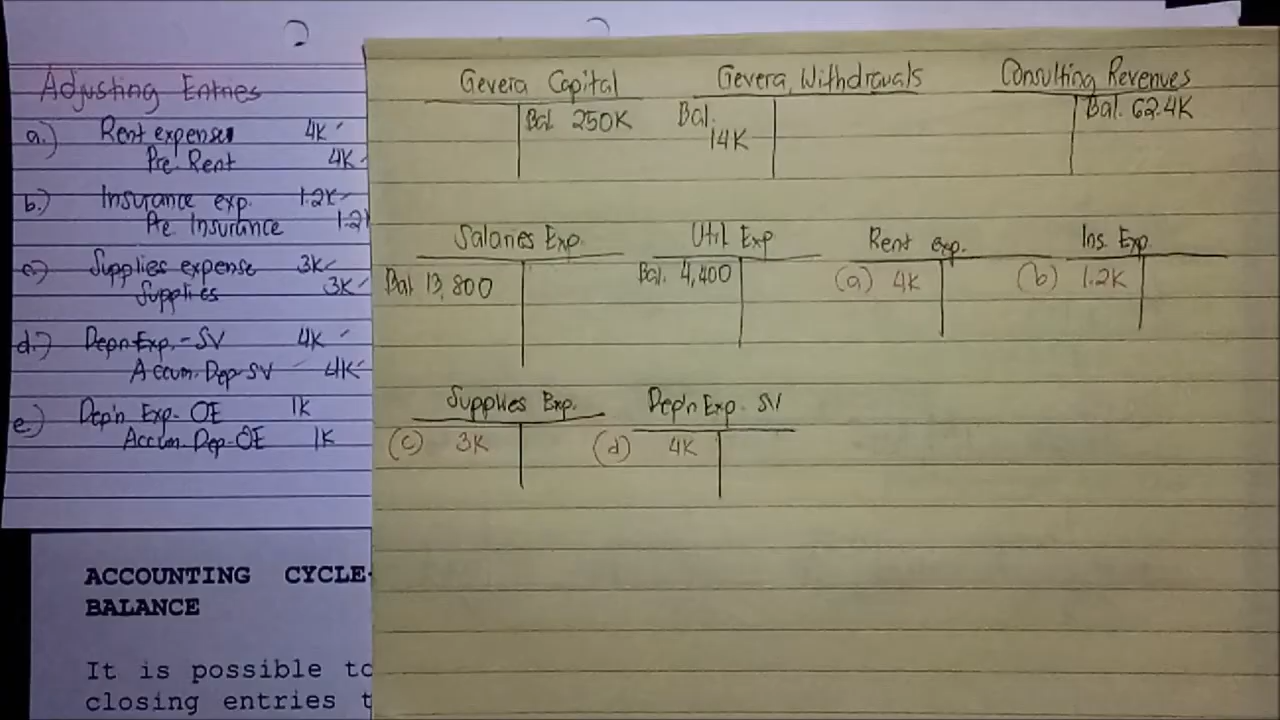 Adjusting Entries
a.) Rent expense 4K
Pre. Rent 4K
b.) Insurance exp. 1.2K
Pre Insurance 1.2
c) Supplies expense 3K
Supplies 3K
d.) Depn Exp.-SV 4K
Accum. Dep-SV 4K
e.) Dep'n Exp- OE 1K
Accum. Dep-OE 1K
Gevera Capital
Bal 250K
Gevera, Withdrawals
Bal.
14K
Consulting Revenues
Bal. 62.4K
Salaries Exp.
Bal 13,800
Util Exp
Bal. 4,400
Rent exp.
(a) 4K
Ins. Exp.
(b) 1.2K
Supplies Exp.
(c) 3K
Dep'n Exp - SV
(d) 4K
ACCOUNTING CYCLE
BALANCE
It is possible to
closing entries t